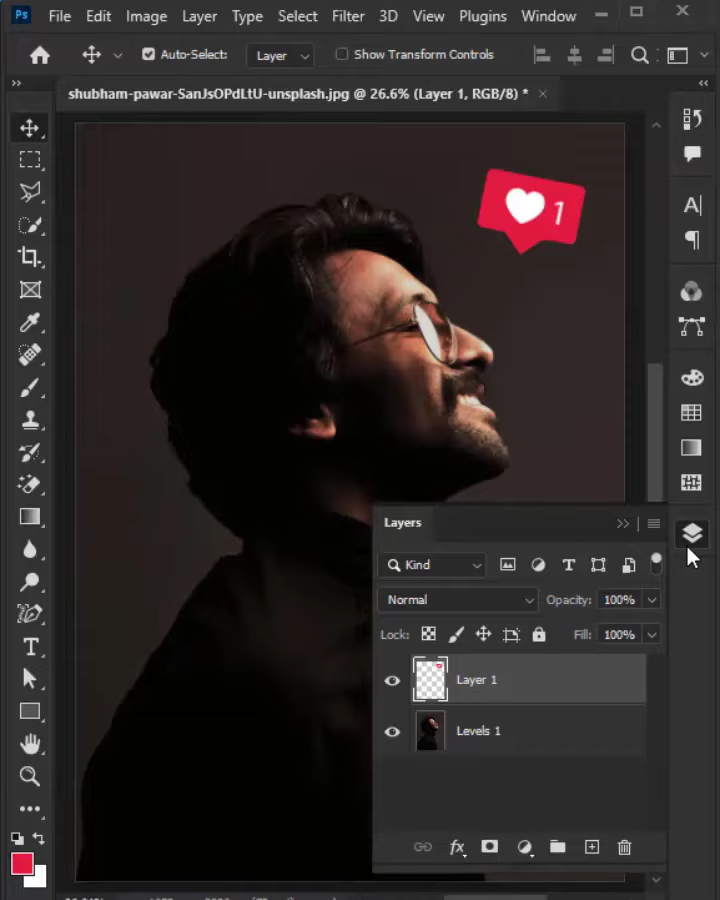 Ps File Edit Image Layer Type Select Filter 3D View Plugins Window
Auto-Select: Layer Show Transform Controls
shubham-pawar-SanJsOPdLtU-unsplash.jpg @ 26.6% (Layer 1, RGB/8) *
1
Layers
Kind
Normal Opacity: 100%
Lock: Fill: 100%
Layer 1
Levels 1